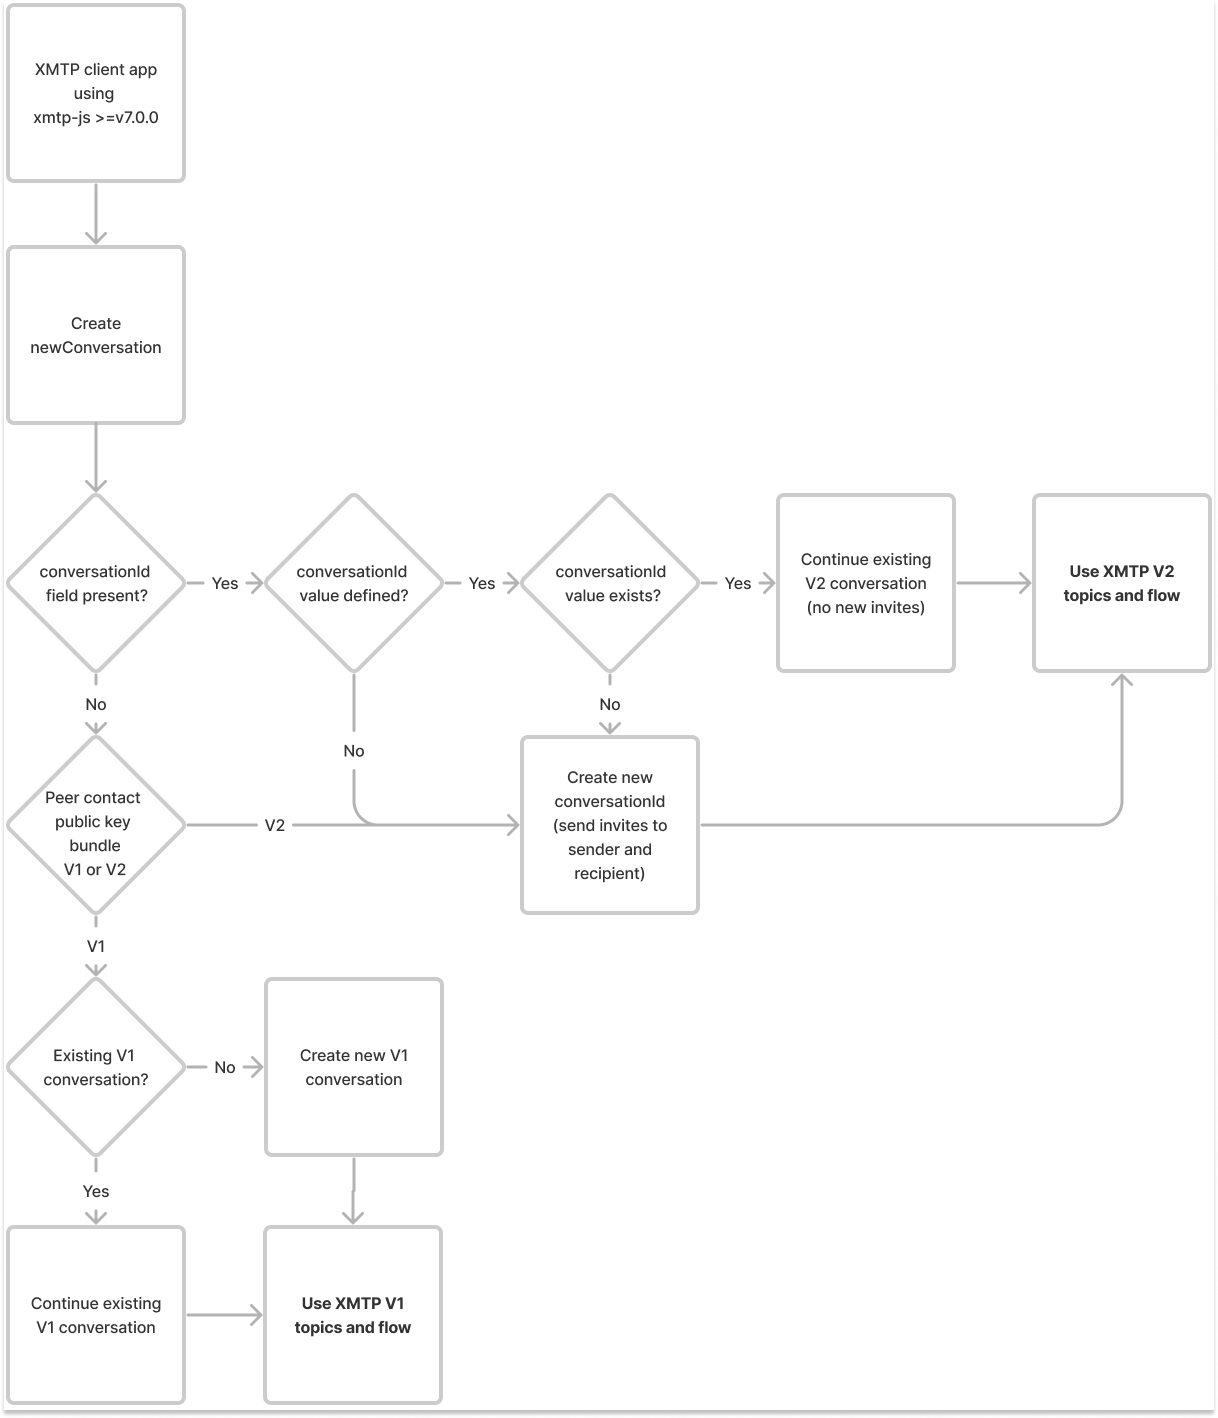 XMTP client app
using
xmtp-js >=v7.0.0
Create
newConversation
conversationId
field present?
Yes
conversationId
value defined?
Yes
conversationId
value exists?
Yes
Continue existing
V2 conversation
(no new invites)
Use XMTP V2
topics and flow
No
No
No
Peer contact
public key
bundle
V1 or V2
V2
Create new
conversationId
(send invites to
sender and
recipient)
V1
Existing V1
conversation?
No
Create new V1
conversation
Yes
Continue existing
V1 conversation
Use XMTP V1
topics and flow